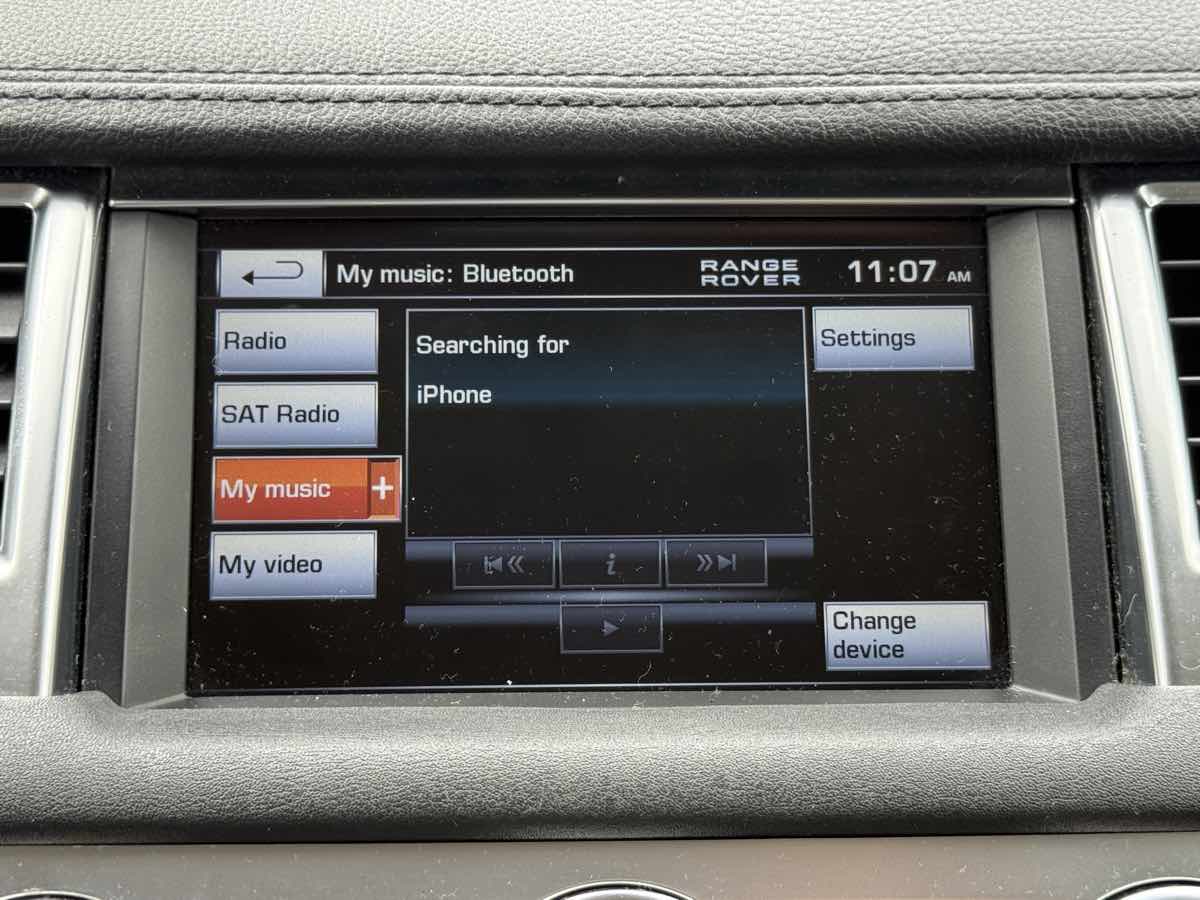 My music: Bluetooth
RANGE
ROVER
11:07 AM
Radio
SAT Radio
My music +
My video
Searching for
iPhone
Settings
i
Change
device